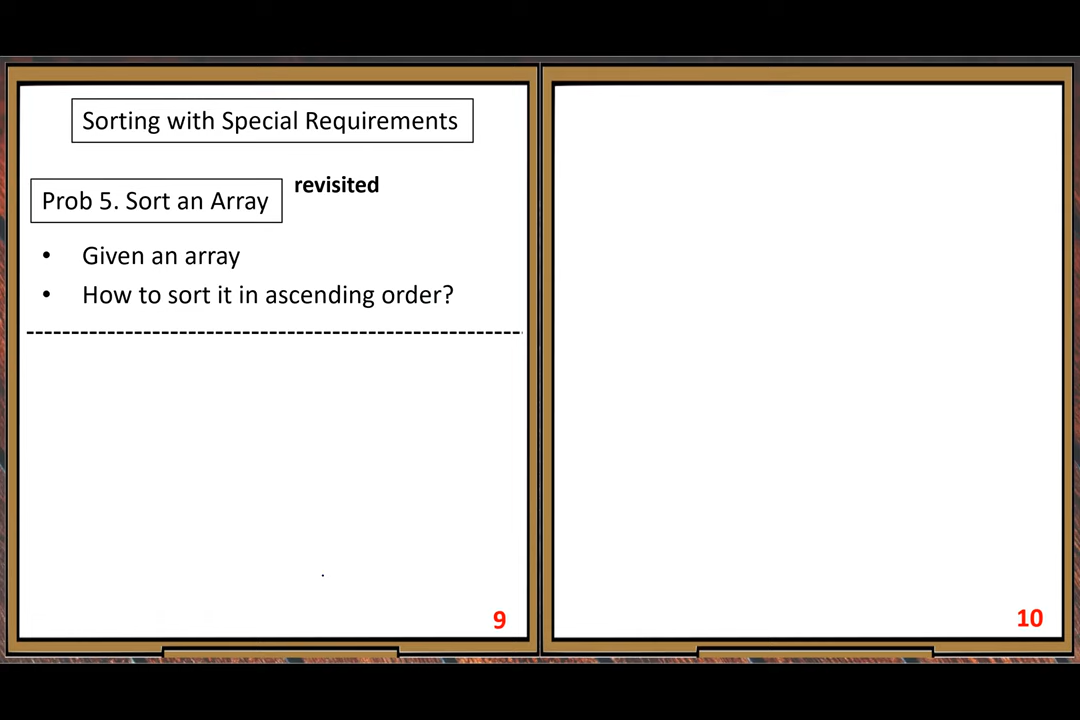 Sorting with Special Requirements
revisited
Prob 5. Sort an Array
• Given an array
• How to sort it in ascending order?
9
10